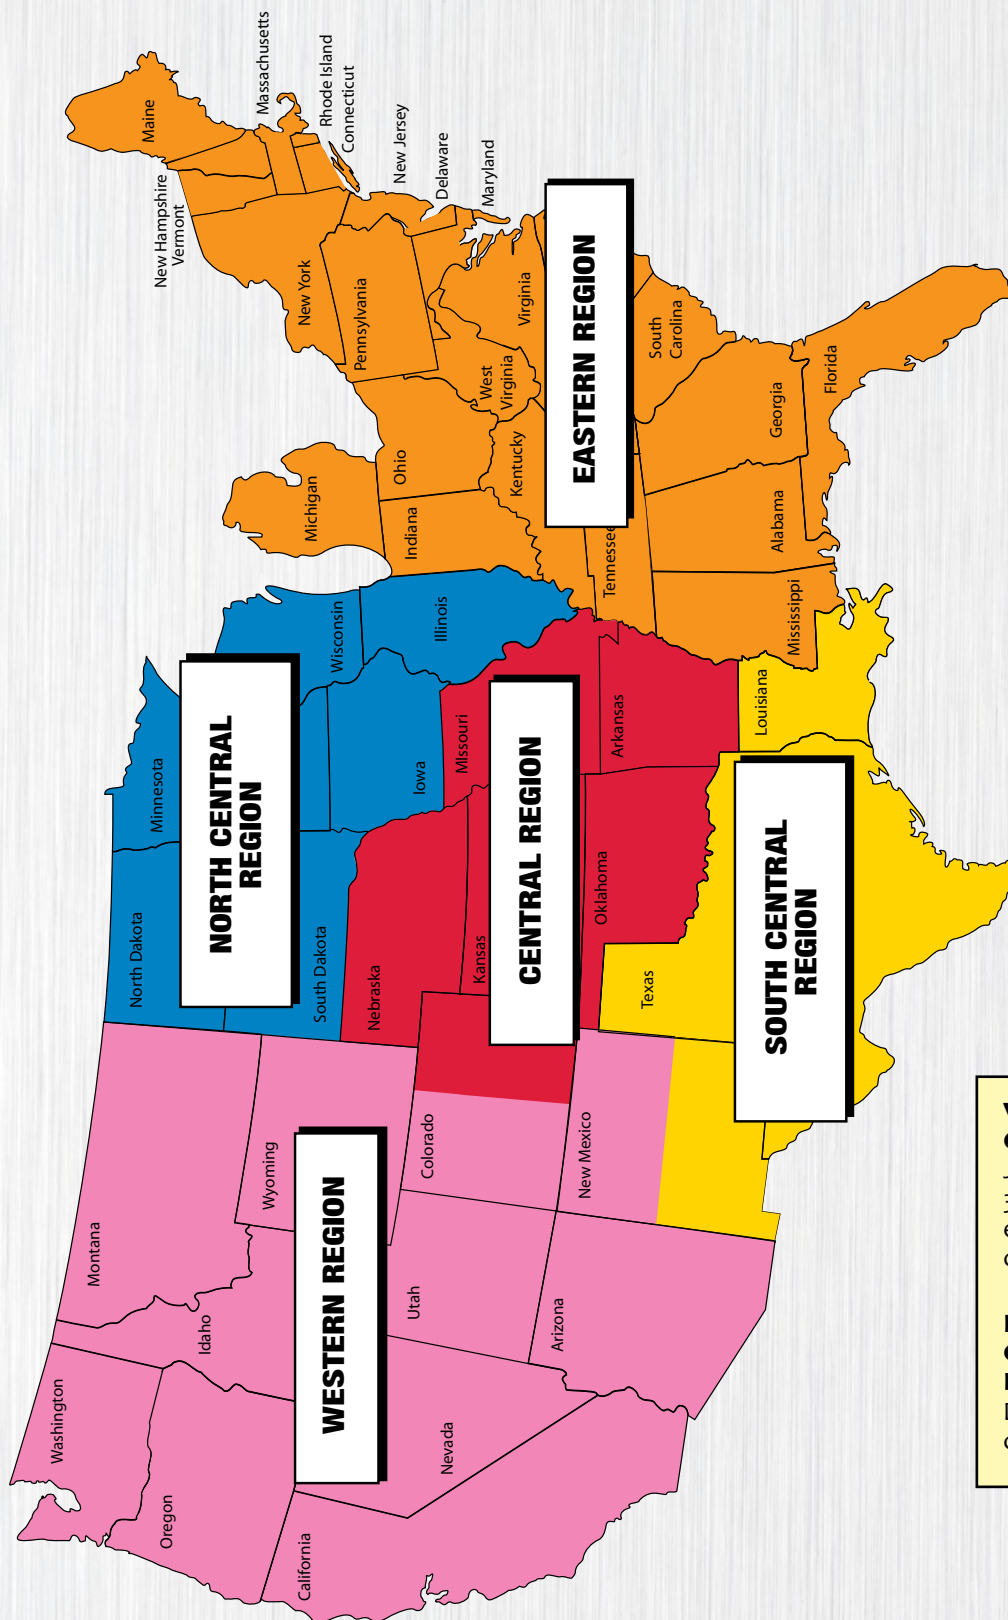 Washington
Oregon
California
Montana
Idaho
Nevada
Wyoming
Utah
Arizona
Colorado
New Mexico
WESTERN REGION
North Dakota
South Dakota
Minnesota
Wisconsin
Iowa
Illinois
NORTH CENTRAL
REGION
Nebraska
Kansas
MIssouri
Oklahoma
Arkansas
CENTRAL REGION
Texas
Louisiana
SOUTH CENTRAL
REGION
Michigan
Indiana
Ohio
Kentucky
Tennessee
Mississippi
Alabama
Georgia
Florida
South
Carolina
Virginia
West
Virginia
Pennsylvania
New York
New Hampshire
Vermont
Maine
Massachusetts
Rhode Island
Connecticut
New Jersey
Delaware
Maryland
EASTERN REGION